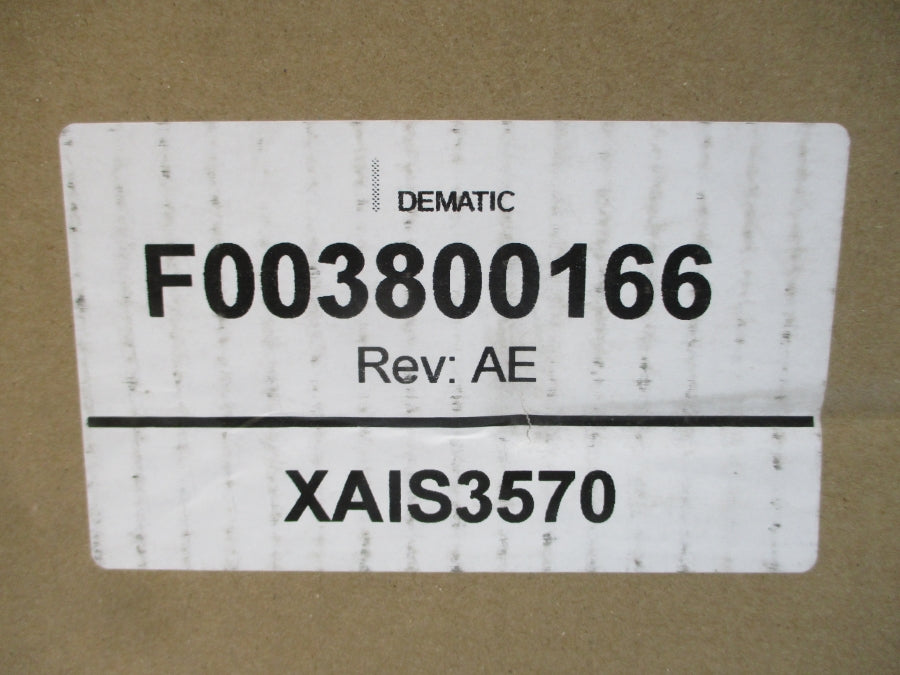 DEMATIC
F003800166
Rev: AE
XAIS3570